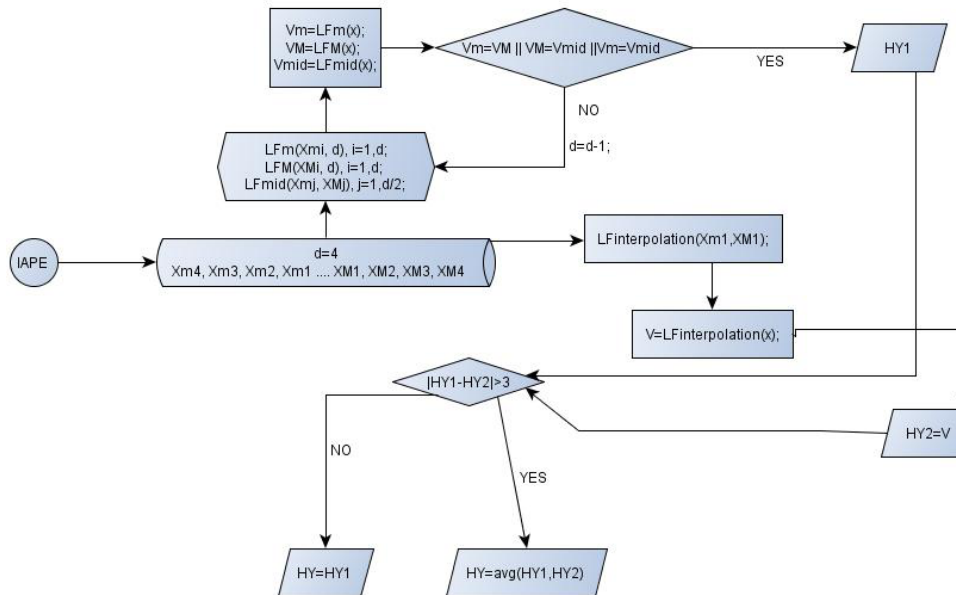 Vm=LFm(x);
VM=LFM(x);
Vmid=LFmid(x);
Vm=VM || VM=Vmid ||Vm=Vmid
YES
HY1
NO
d=d-1;
LFm(Xmi, d), i=1,d;
LFM(XMi, d), i=1,d;
LFmid(Xmj, XMj), j=1,d/2;
IAPE
d=4
Xm4, Xm3, Xm2, Xm1 .... XM1, XM2, XM3, XM4
LFinterpolation(Xm1,XM1);
V=LFinterpolation(x);
|HY1-HY2|>3
HY2=V
NO
YES
HY=HY1
HY=avg(HY1,HY2)